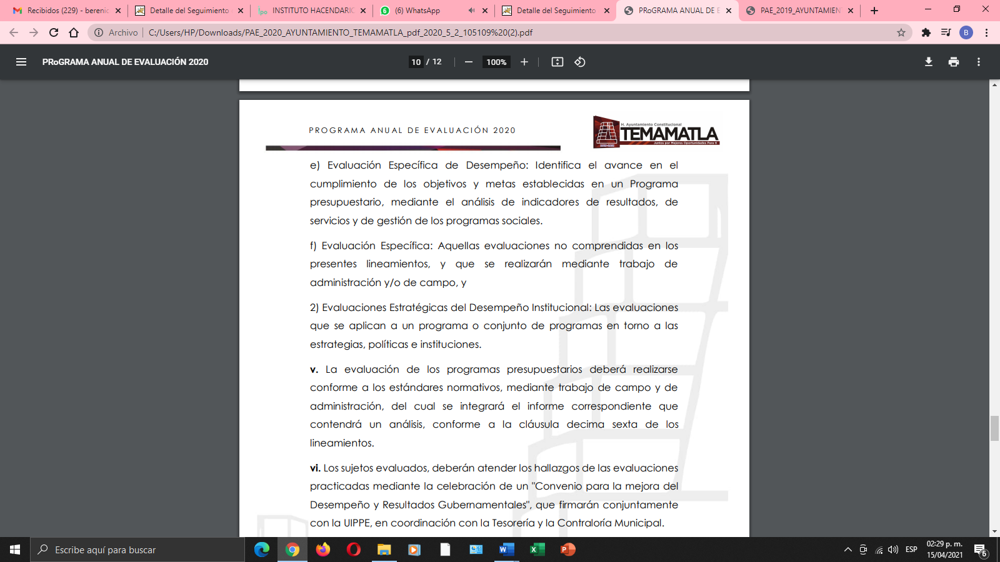 Recibidos (229) - berenic
Detalle del Seguimiento
INSTITUTO HACENDARIO
(6) WhatsApp
Detalle del Seguimiento
PRoGRAMA ANUAL DE E
PAE_2019_AYUNTAMIEN
Archivo
C:/Users/HP/Downloads/PAE_2020_AYUNTAMIENTO_TEMAMATLA_pdf_2020_5_2_105109%20(2).pdf
B
PRoGRAMA ANUAL DE EVALUACIÓN 2020
10 / 12
100%
PROGRAMA ANUAL DE EVALUACIÓN 2020
H. Ayuntamiento Constitucional
TEMAMATLA
Juntos por Mejores Oportunidades Para ti
e) Evaluación Específica de Desempeño: Identifica el avance en el
cumplimiento de los objetivos y metas establecidas en un Programa
presupuestario, mediante el análisis de indicadores de resultados, de
servicios y de gestión de los programas sociales.
f) Evaluación Específica: Aquellas evaluaciones no comprendidas en los
presentes lineamientos, y que se realizarán mediante trabajo de
administración y/o de campo, y
2) Evaluaciones Estratégicas del Desempeño Institucional: Las evaluaciones
que se aplican a un programa o conjunto de programas en torno a las
estrategias, políticas e instituciones.
v. La evaluación de los programas presupuestarios deberá realizarse
conforme a los estándares normativos, mediante trabajo de campo y de
administración, del cual se integrará el informe correspondiente que
contendrá un análisis, conforme a la cláusula decima sexta de los
lineamientos.
vi. Los sujetos evaluados, deberán atender los hallazgos de las evaluaciones
practicadas mediante la celebración de un "Convenio para la mejora del
Desempeño y Resultados Gubernamentales", que firmarán conjuntamente
con la UIPPE, en coordinación con la Tesorería y la Contraloría Municipal.
Escribe aquí para buscar
ESP
02:29 p. m.
15/04/2021
6